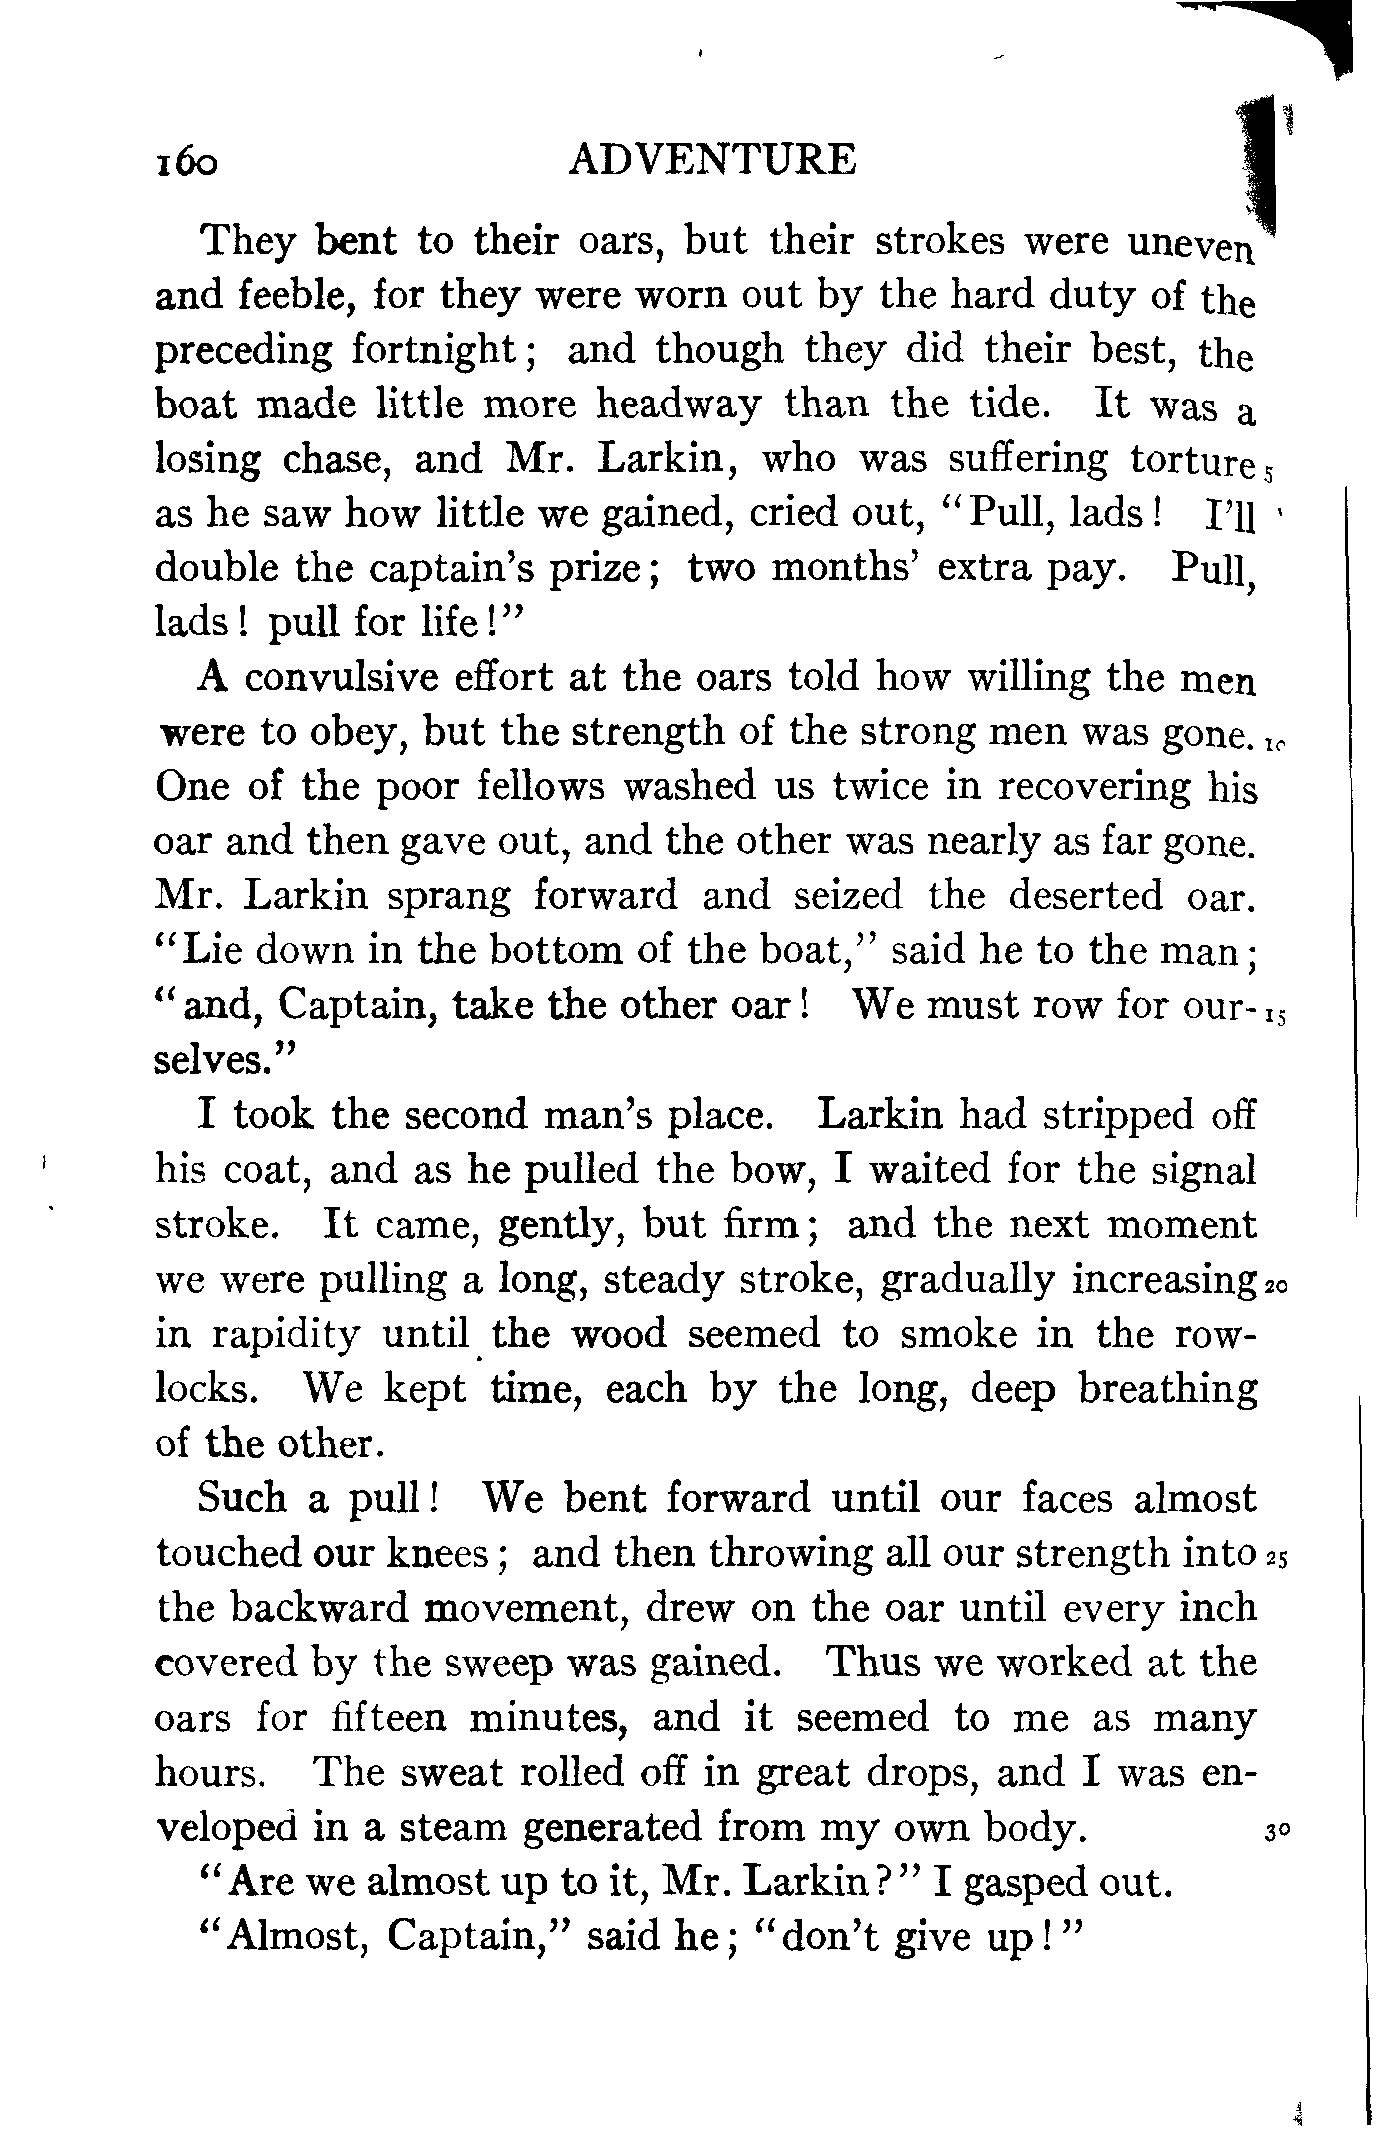 160 ADVENTURE
They bent to their oars, but their strokes were uneven
and feeble, for they were worn out by the hard duty of the
preceding fortnight; and though they did their best, the
boat made little more headway than the tide. It was a
losing chase, and Mr. Larkin, who was suffering torture 5
as he saw how little we gained, cried out, "Pull, lads! I'll
double the captain's prize; two months' extra pay. Pull,
lads! pull for life!"
A convulsive effort at the oars told how willing the men
were to obey, but the strength of the strong men was gone. 10
One of the poor fellows washed us twice in recovering his
oar and then gave out, and the other was nearly as far gone.
Mr. Larkin sprang forward and seized the deserted oar.
"Lie down in the bottom of the boat," said he to the man;
"and, Captain, take the other oar! We must row for our- 15
selves."
I took the second man's place. Larkin had stripped off
his coat, and as he pulled the bow, I waited for the signal
stroke. It came, gently, but firm; and the next moment
we were pulling a long, steady stroke, gradually increasing 20
in rapidity until the wood seemed to smoke in the row-
locks. We kept time, each by the long, deep breathing
of the other.
Such a pull! We bent forward until our faces almost
touched our knees; and then throwing all our strength into 25
the backward movement, drew on the oar until every inch
covered by the sweep was gained. Thus we worked at the
oars for fifteen minutes, and it seemed to me as many
hours. The sweat rolled off in great drops, and I was en-
veloped in a steam generated from my own body. 30
"Are we almost up to it, Mr. Larkin?" I gasped out.
"Almost, Captain," said he; "don't give up!"